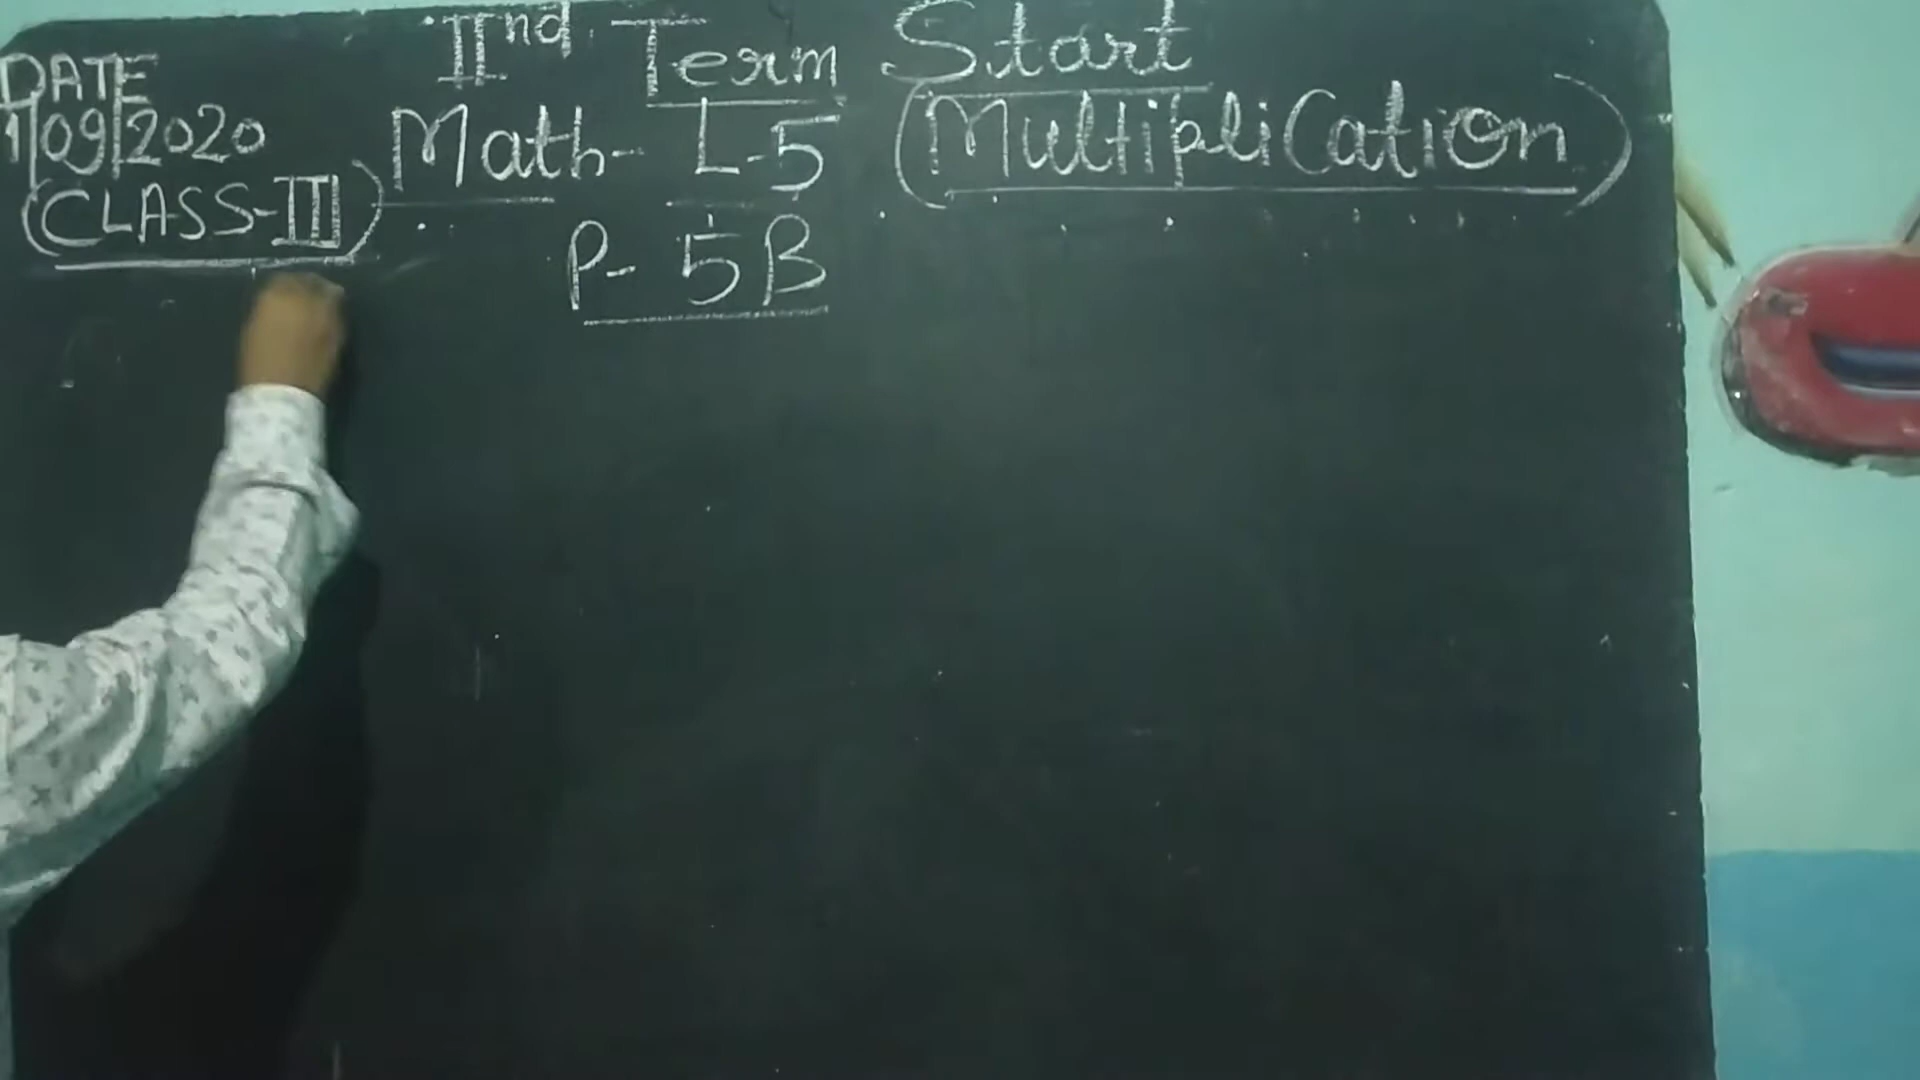 IInd. Term Start
DATE
1/09/2020
Math- L-5 (Multiplication)
(CLASS-III)
P- 5B